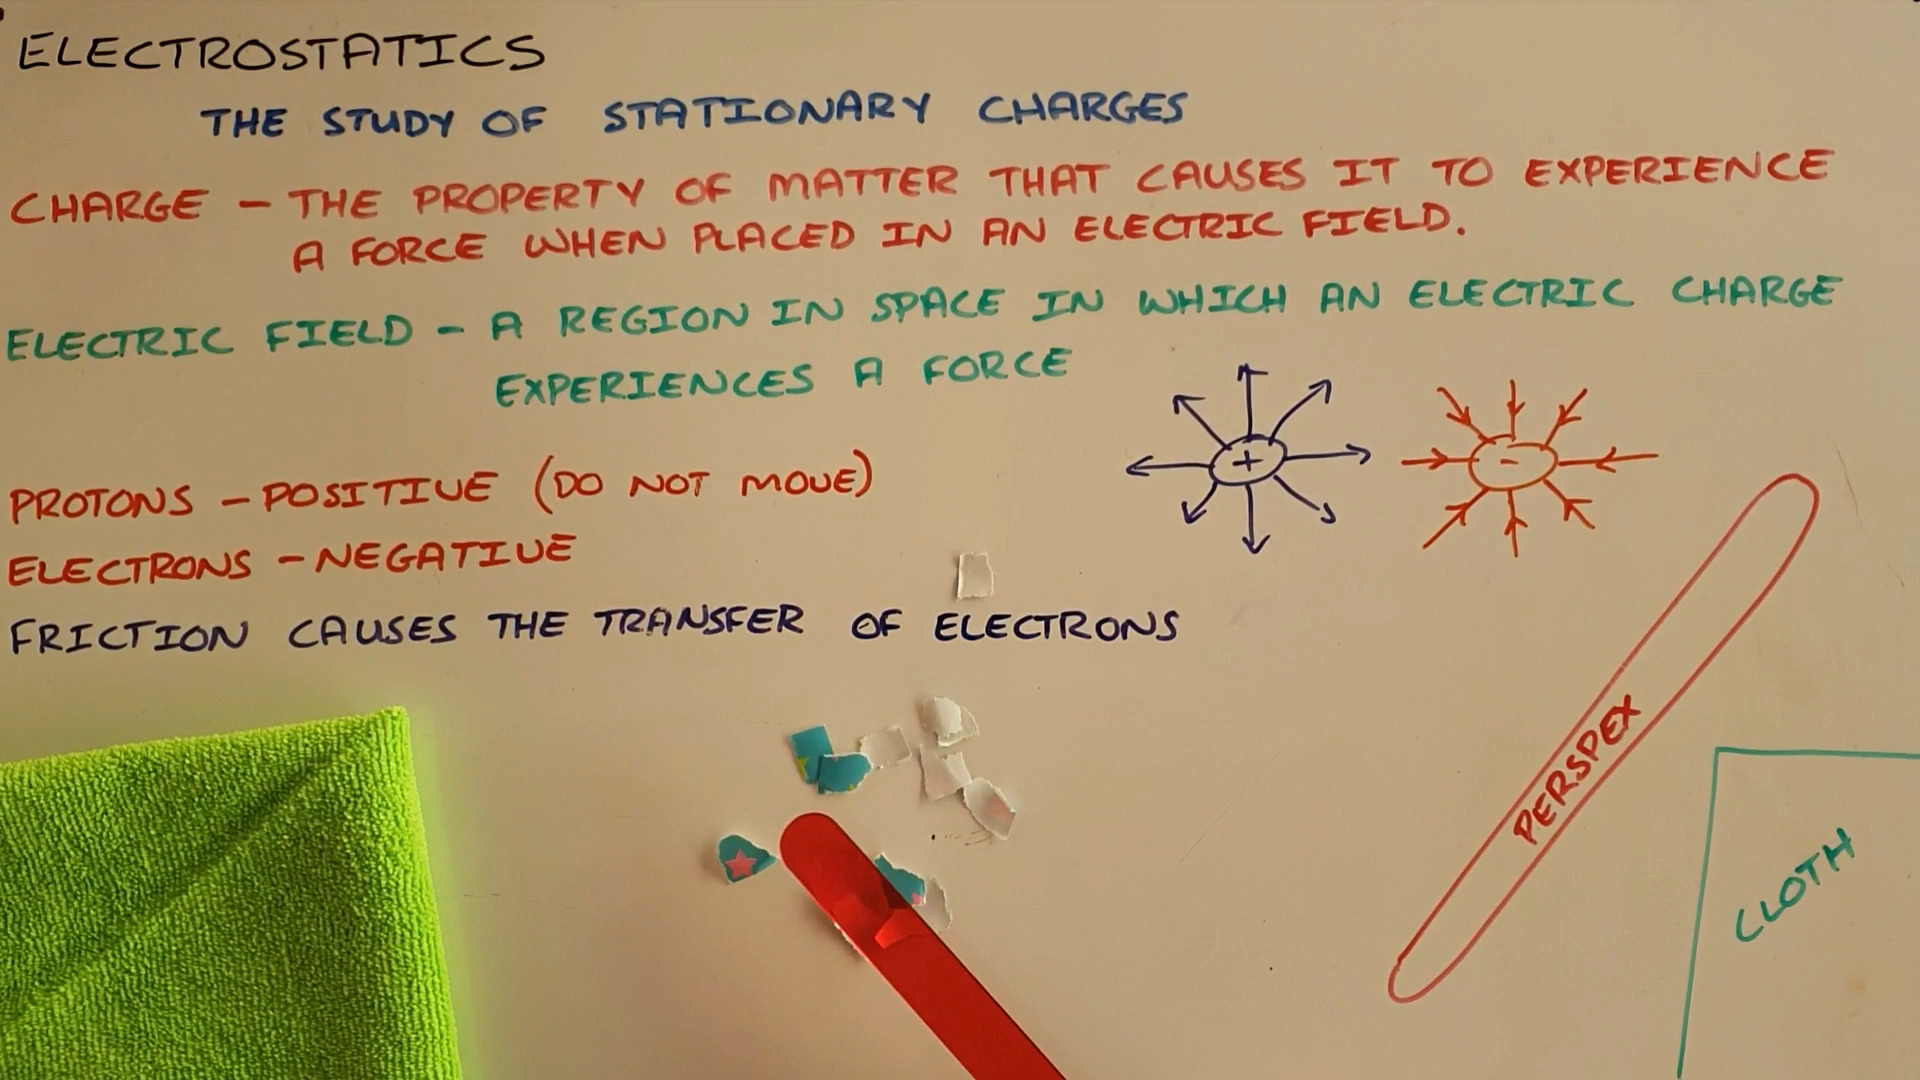 ELECTROSTATICS
THE STUDY OF STATIONARY CHARGES
CHARGE – THE PROPERTY OF MATTER THAT CAUSES IT TO EXPERIENCE
A FORCE WHEN PLACED IN AN ELECTRIC FIELD.
ELECTRIC FIELD – A REGION IN SPACE IN WHICH AN ELECTRIC CHARGE
EXPERIENCES A FORCE
+
-
PROTONS – POSITIVE (DO NOT MOVE)
ELECTRONS – NEGATIVE
FRICTION CAUSES THE TRANSFER OF ELECTRONS
PERSPEX
CLOTH